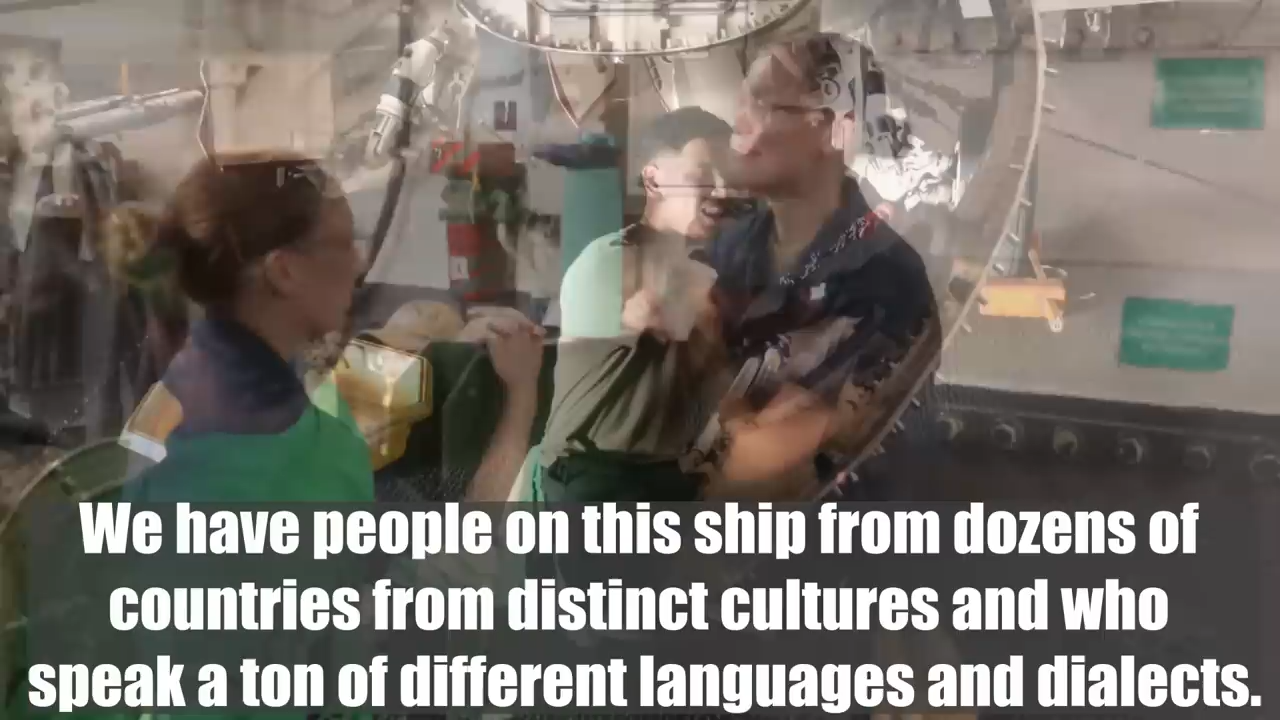 We have people on this ship from dozens of
countries from distinct cultures and who
speak a ton of different languages and dialects.